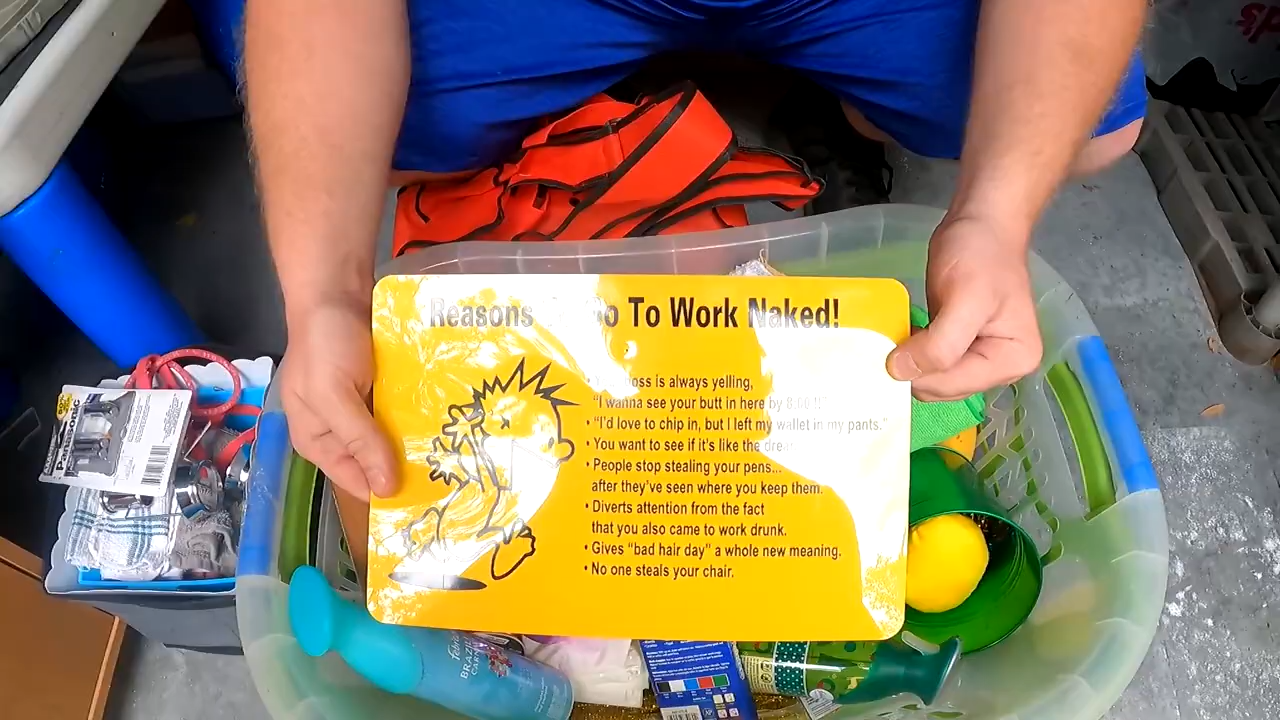 Reasons o To Work Naked!
oss is always yelling,
"I wanna see your butt in here by 8:00
• "I'd love to chip in, but I left my wallet in my pants."
• You want to see if it's like the
• People stop stealing your pens...
after they've seen where you keep them.
• Diverts attention from the fact
that you also came to work drunk.
• Gives "bad hair day" a whole new meaning.
• No one steals your chair.
Panasonic